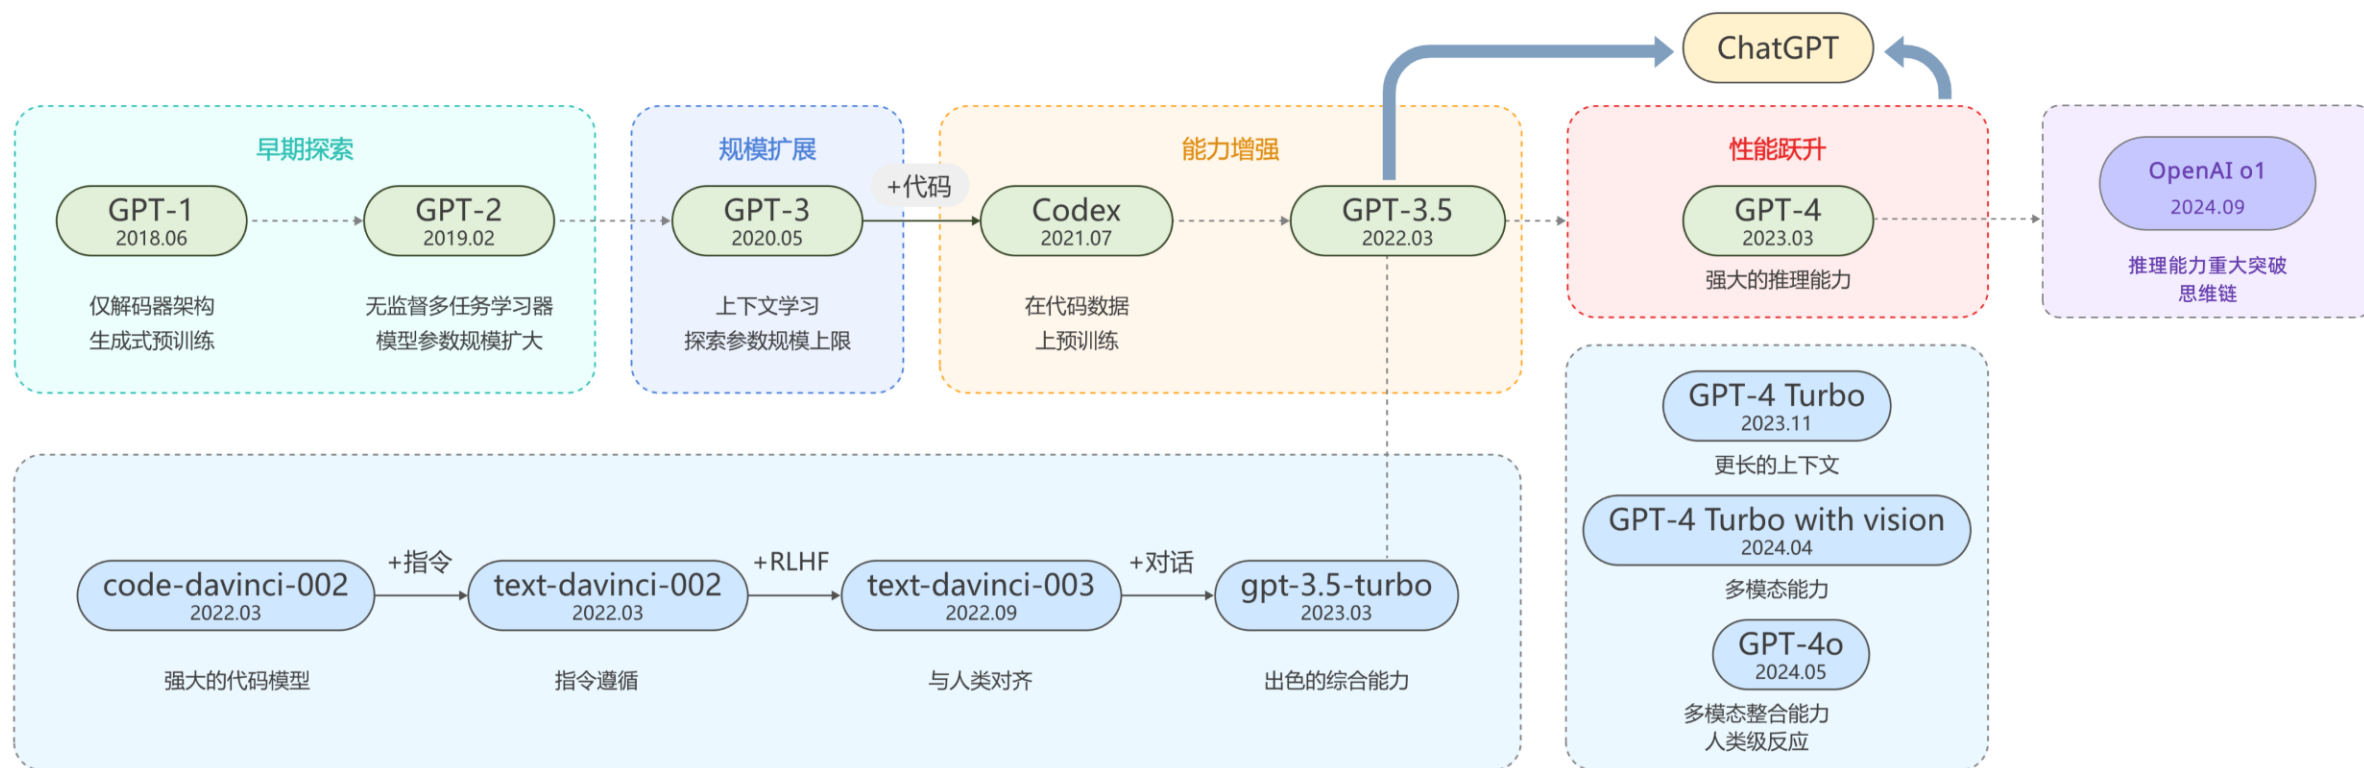 ChatGPT
早期探索
GPT-1
2018.06
仅解码器架构
生成式预训练
GPT-2
2019.02
无监督多任务学习器
模型参数规模扩大
规模扩展
GPT-3
2020.05
上下文学习
探索参数规模上限
+代码
能力增强
Codex
2021.07
在代码数据
上预训练
GPT-3.5
2022.03
性能跃升
GPT-4
2023.03
强大的推理能力
OpenAI o1
2024.09
推理能力重大突破
思维链
GPT-4 Turbo
2023.11
更长的上下文
GPT-4 Turbo with vision
2024.04
多模态能力
GPT-4o
2024.05
多模态整合能力
人类级反应
code-davinci-002
2022.03
强大的代码模型
+指令
text-davinci-002
2022.03
指令遵循
+RLHF
text-davinci-003
2022.09
与人类对齐
+对话
gpt-3.5-turbo
2023.03
出色的综合能力